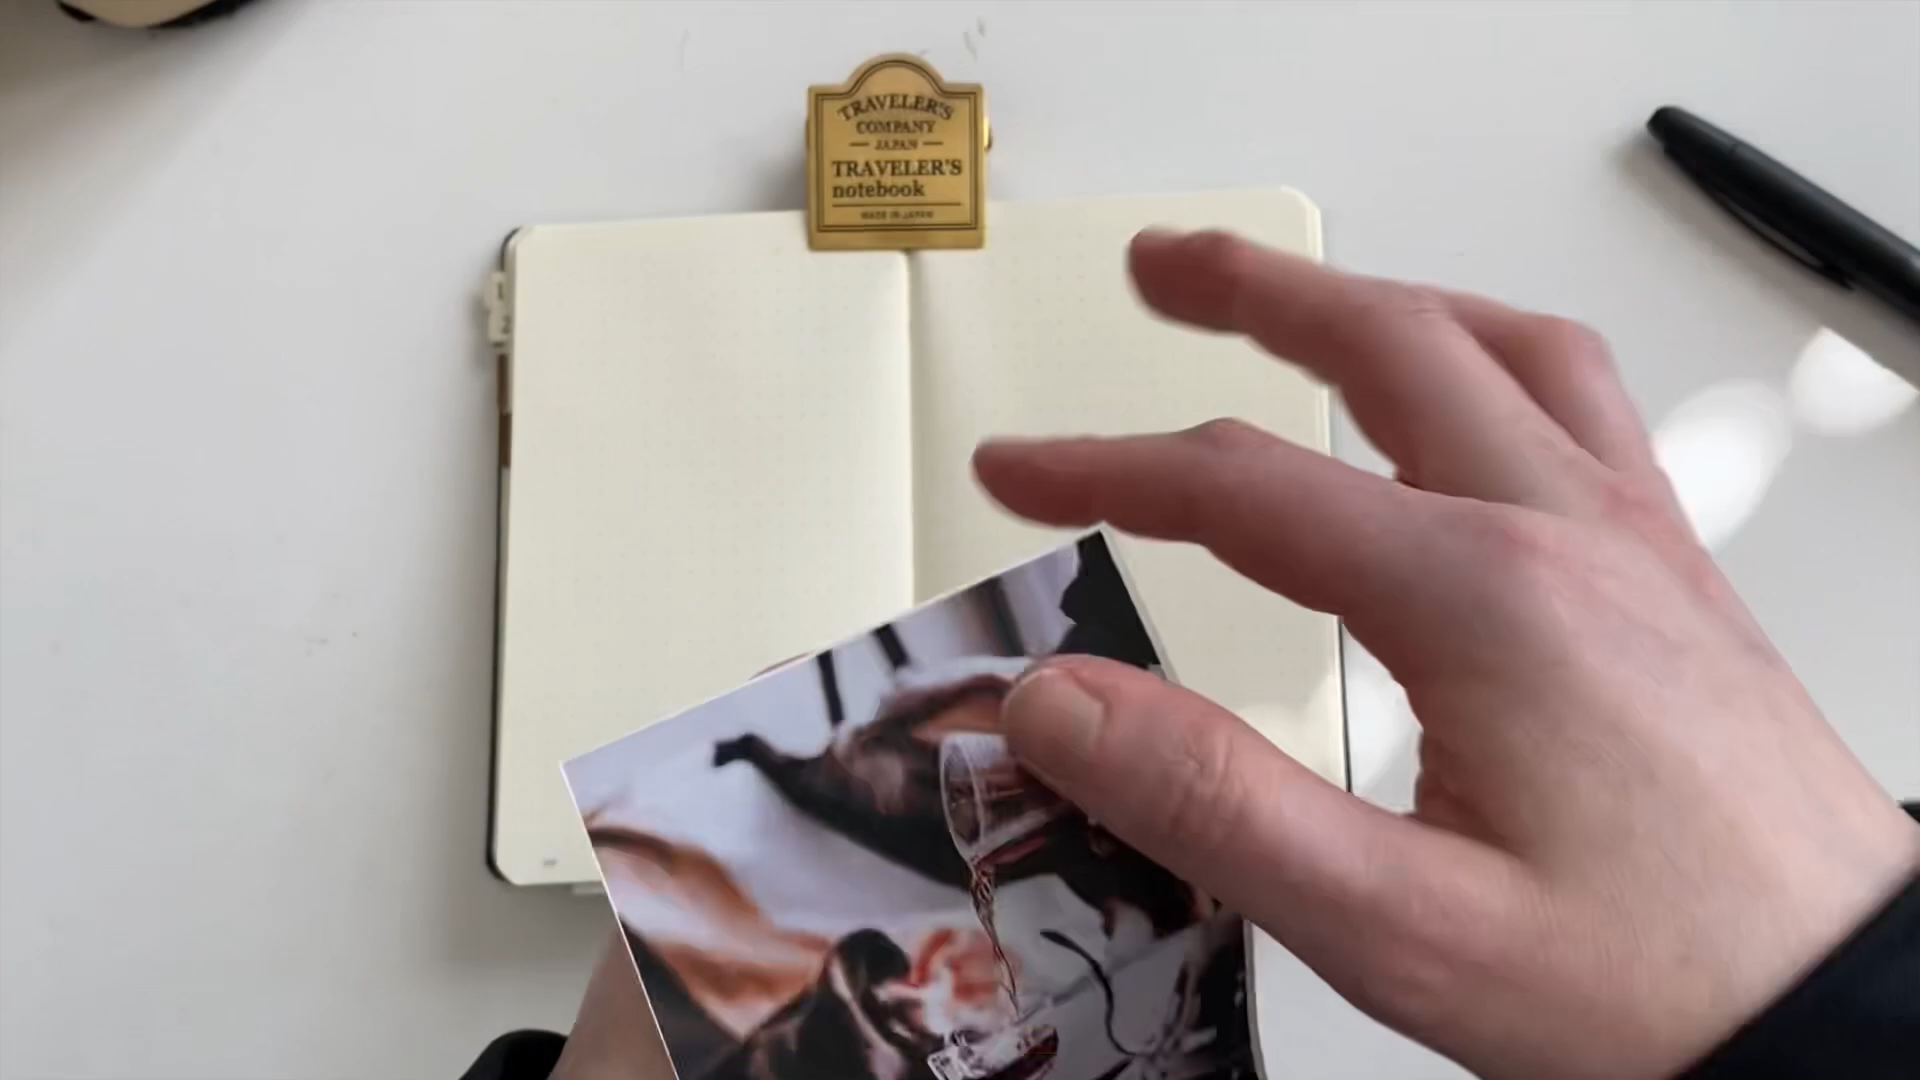 TRAVELER'S
COMPANY
JAPAN
TRAVELER'S
notebook
MADE IN JAPAN